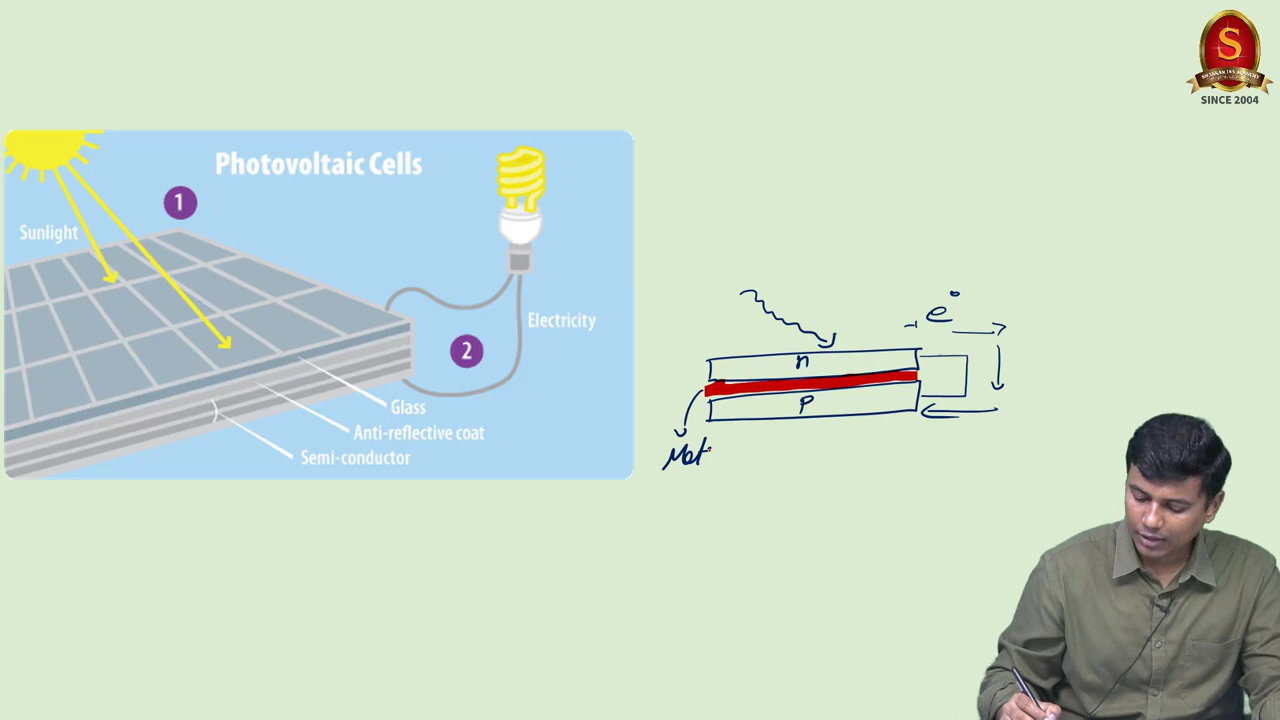 SINCE 2004
Photovoltaic Cells
1
Sunlight
Electricity
2
Glass
Anti-reflective coat
Semi-conductor
e
n
P
Mat